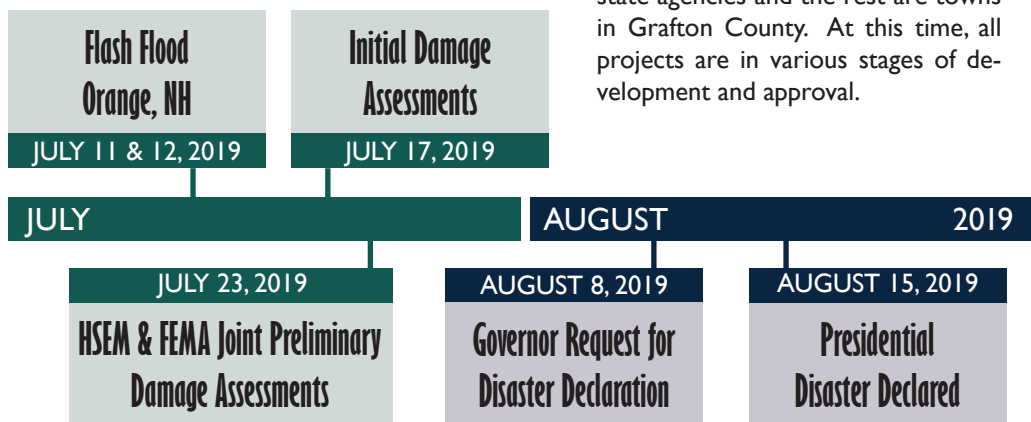 state agencies and the rest are towns
in Grafton County. At this time, all
projects are in various stages of de-
velopment and approval.
Flash Flood
Orange, NH
JULY 11 & 12, 2019
Initial Damage
Assessments
JULY 17, 2019
JULY
AUGUST
2019
JULY 23, 2019
HSEM & FEMA Joint Preliminary
Damage Assessments
AUGUST 8, 2019
Governor Request for
Disaster Declaration
AUGUST 15, 2019
Presidential
Disaster Declared